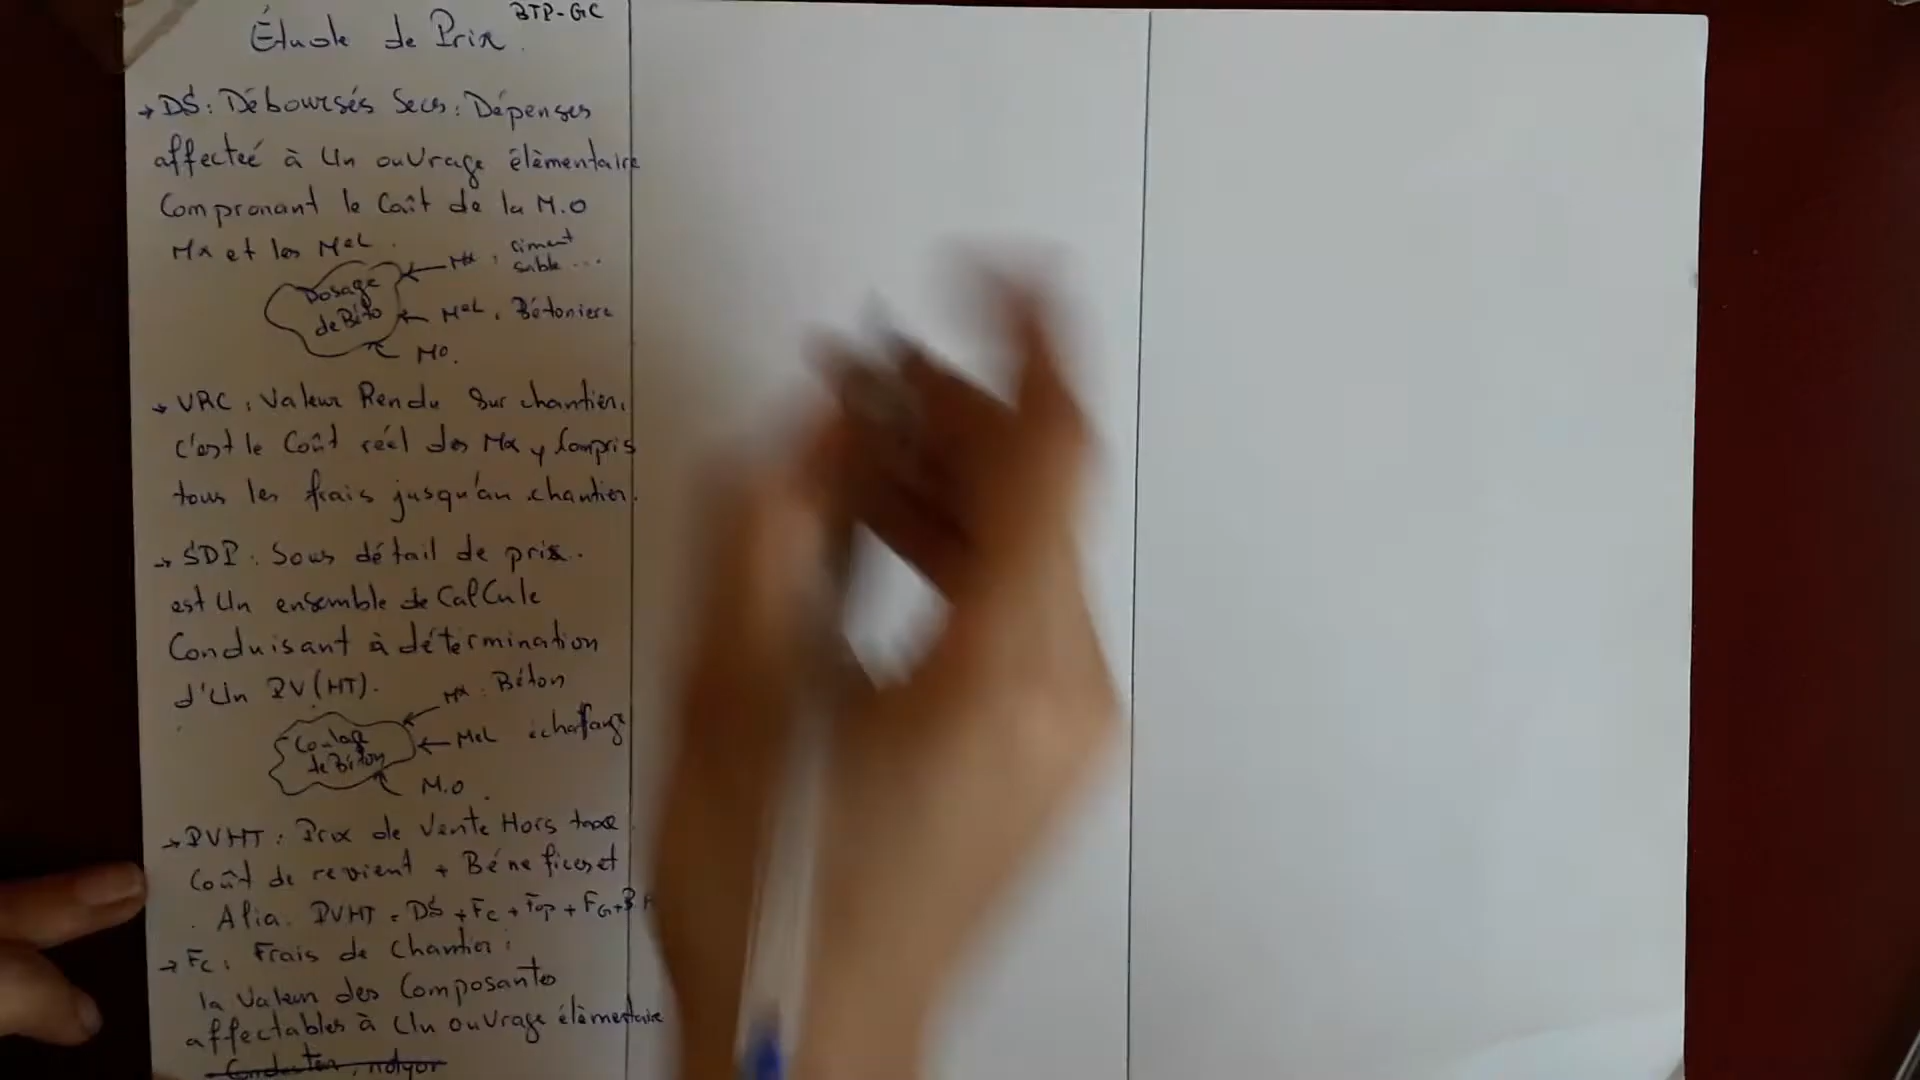 BTP-GC
Étude de Prix.
→ DS : Déboursés Secs : Dépenses
affecteé à Un ouvrage élèmentaire
Comprenant le Coût de la M.O
Mx et les Mel.
Dosage
de Béto
← Mx : ciment
sable ...
← Mel : Bétoniere
MO.
→ VRC : Valeur Rendu Sur chantier,
c'est le Coût réel des Mx y Compris
tous les frais jusqu'au chantier.
→ SDP : Sous détail de prix.
est Un ensemble de CalCule
Conduisant à détermination
d'Un PV(HT).
Coulage
de Béton
Mx : Béton
← Mel
M.O
→ PVHT : Prix de Vente Hors taxe
Coût de revient + Béneficeset
Alia. PVHT = DS + Fc + Fop + FG+B
→ Fc : Frais de Chantier :
la Valeur des Composantes
affectables à Un ouvrage élèmentaire